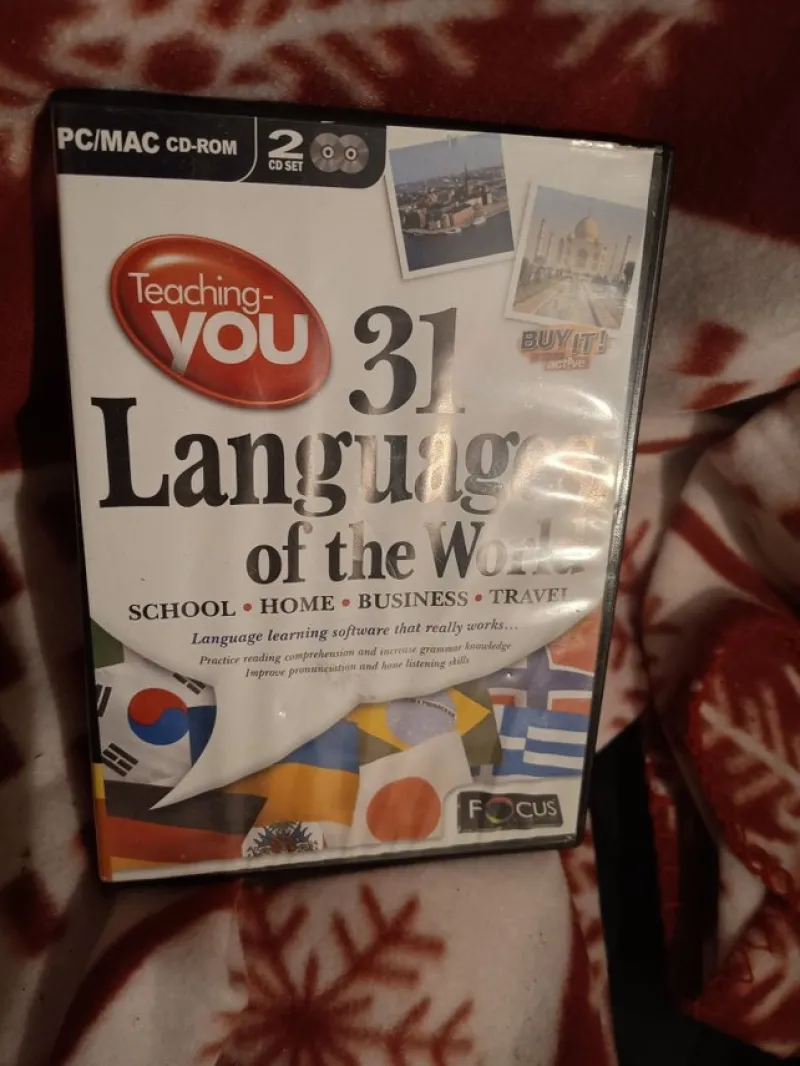 PC/MAC CD-ROM
2
CD SET
Teaching-
YOU
BUY IT!
active
31
Languages
of the World
SCHOOL • HOME • BUSINESS • TRAVEL
Language learning software that really works...
Practice reading comprehension and increase grammar knowledge
Improve pronunciation and hone listening skills
FOCUS